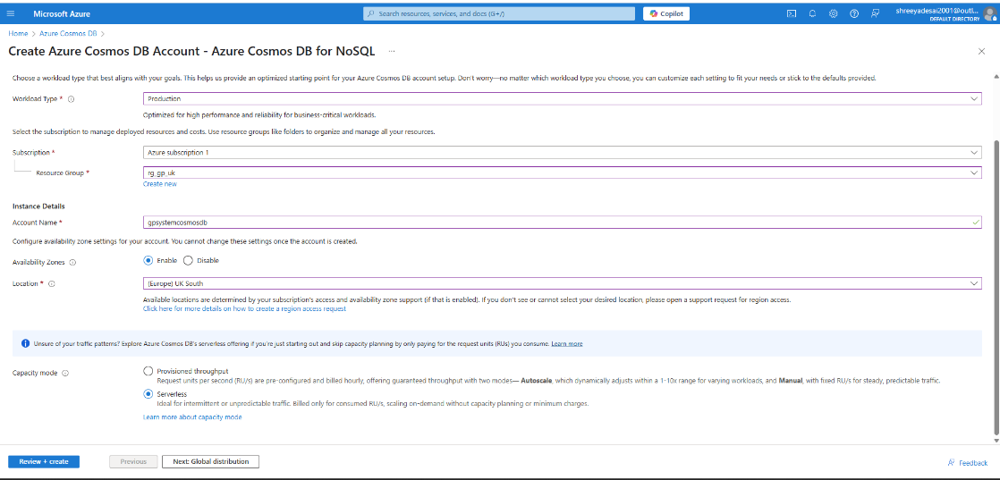 Microsoft Azure
Search resources, services, and docs (G+/)
Copilot
shreeyadesai2001@outl...
DEFAULT DIRECTORY
Home > Azure Cosmos DB >
Create Azure Cosmos DB Account - Azure Cosmos DB for NoSQL ...
Choose a workload type that best aligns with your goals. This helps us provide an optimized starting point for your Azure Cosmos DB account setup. Don't worry—no matter which workload type you choose, you can customize each setting to fit your needs or stick to the defaults provided.
Workload Type * Production
Optimized for high performance and reliability for business-critical workloads.
Select the subscription to manage deployed resources and costs. Use resource groups like folders to organize and manage all your resources.
Subscription * Azure subscription 1
Resource Group * rg_gp_uk
Create new
Instance Details
Account Name * gpsystemcosmosdb
Configure availability zone settings for your account. You cannot change these settings once the account is created.
Availability Zones Enable Disable
Location * (Europe) UK South
Available locations are determined by your subscription's access and availability zone support (if that is enabled). If you don't see or cannot select your desired location, please open a support request for region access.
Click here for more details on how to create a region access request
Unsure of your traffic patterns? Explore Azure Cosmos DB's serverless offering if you're just starting out and skip capacity planning by only paying for the request units (RUs) you consume. Learn more
Capacity mode Provisioned throughput
Request units per second (RU/s) are pre-configured and billed hourly, offering guaranteed throughput with two modes— Autoscale, which dynamically adjusts within a 1-10x range for varying workloads, and Manual, with fixed RU/s for steady, predictable traffic.
Serverless
Ideal for intermittent or unpredictable traffic. Billed only for consumed RU/s, scaling on-demand without capacity planning or minimum charges.
Learn more about capacity mode
Review + create Previous Next: Global distribution Feedback